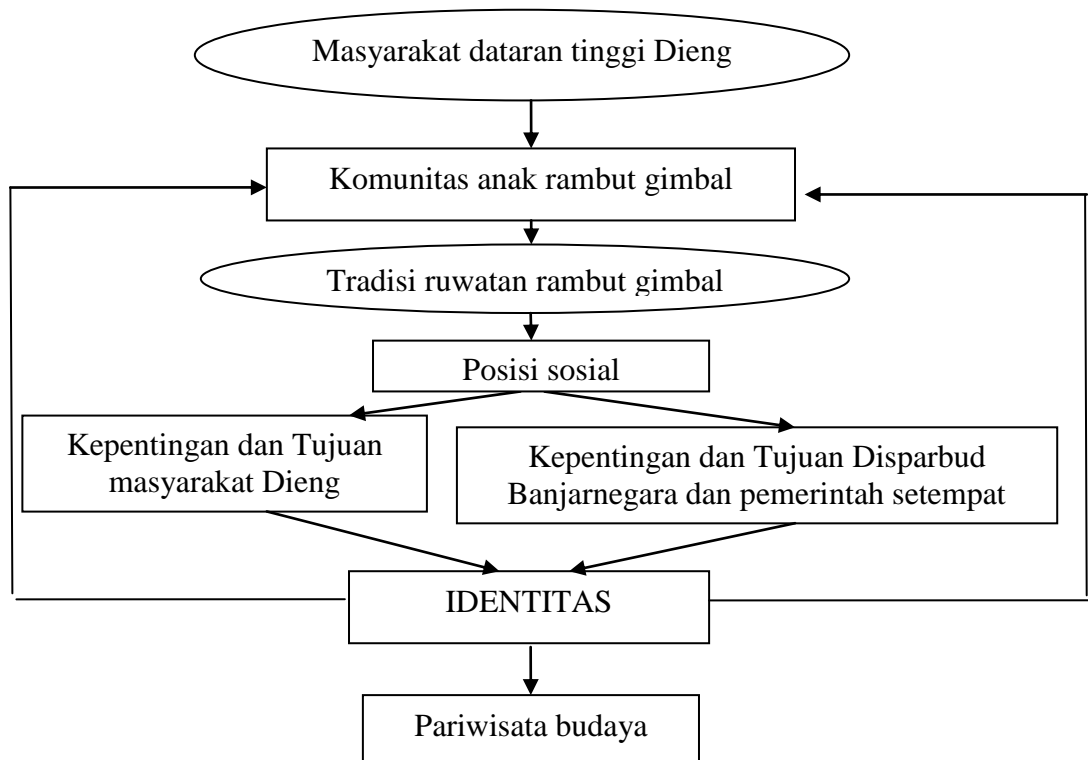 Masyarakat dataran tinggi Dieng
Komunitas anak rambut gimbal
Tradisi ruwatan rambut gimbal
Posisi sosial
Kepentingan dan Tujuan
masyarakat Dieng
Kepentingan dan Tujuan Disparbud
Banjarnegara dan pemerintah setempat
IDENTITAS
Pariwisata budaya